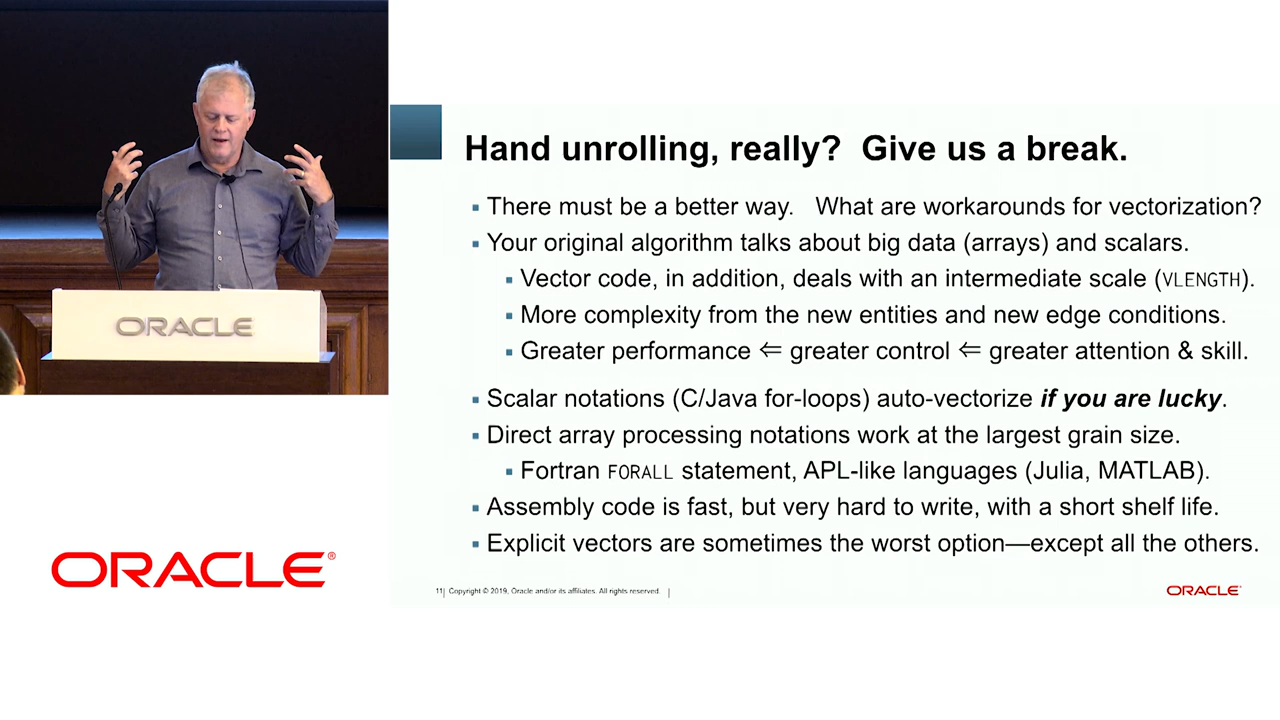 ORACLE
Hand unrolling, really? Give us a break.
▪ There must be a better way. What are workarounds for vectorization?
▪ Your original algorithm talks about big data (arrays) and scalars.
▪ Vector code, in addition, deals with an intermediate scale (VLENGTH).
▪ More complexity from the new entities and new edge conditions.
▪ Greater performance ⇐ greater control ⇐ greater attention & skill.
▪ Scalar notations (C/Java for-loops) auto-vectorize if you are lucky.
▪ Direct array processing notations work at the largest grain size.
▪ Fortran FORALL statement, APL-like languages (Julia, MATLAB).
▪ Assembly code is fast, but very hard to write, with a short shelf life.
▪ Explicit vectors are sometimes the worst option—except all the others.
ORACLE®
11| Copyright © 2019, Oracle and/or its affiliates. All rights reserved. |
ORACLE®